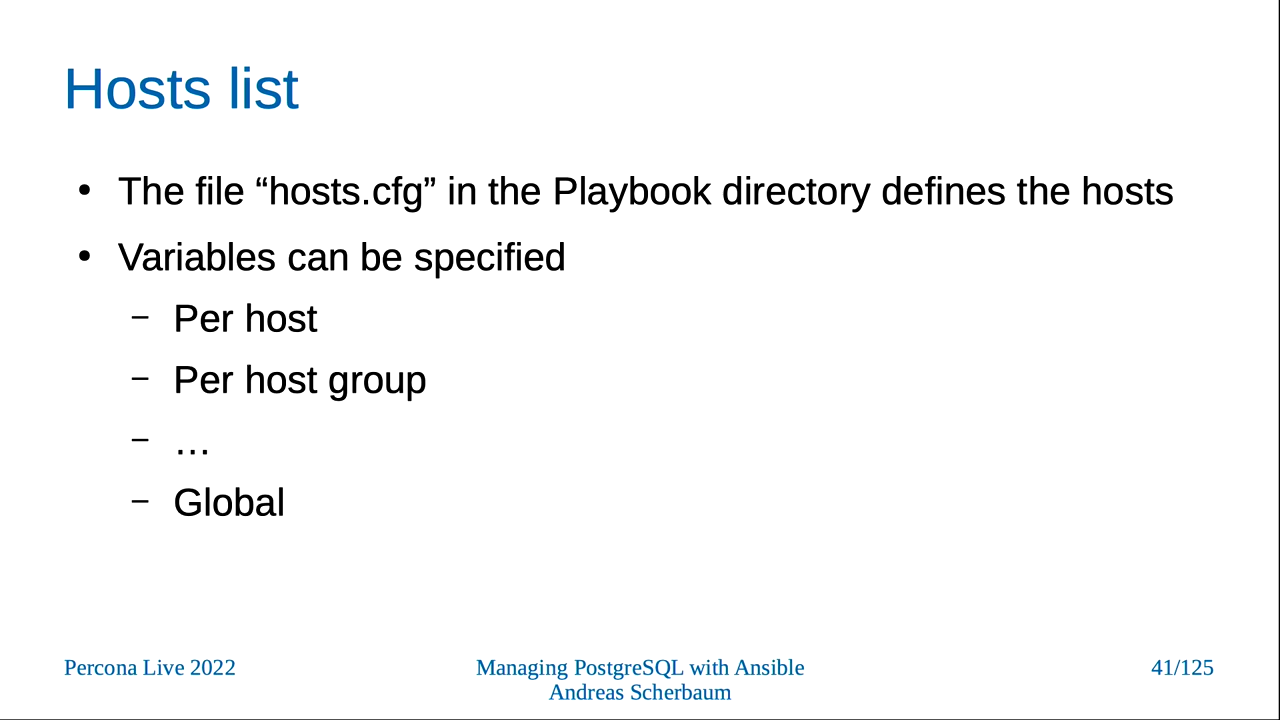 Hosts list
• The file “hosts.cfg” in the Playbook directory defines the hosts
• Variables can be specified
– Per host
– Per host group
– …
– Global
Percona Live 2022
Managing PostgreSQL with Ansible
Andreas Scherbaum
41/125